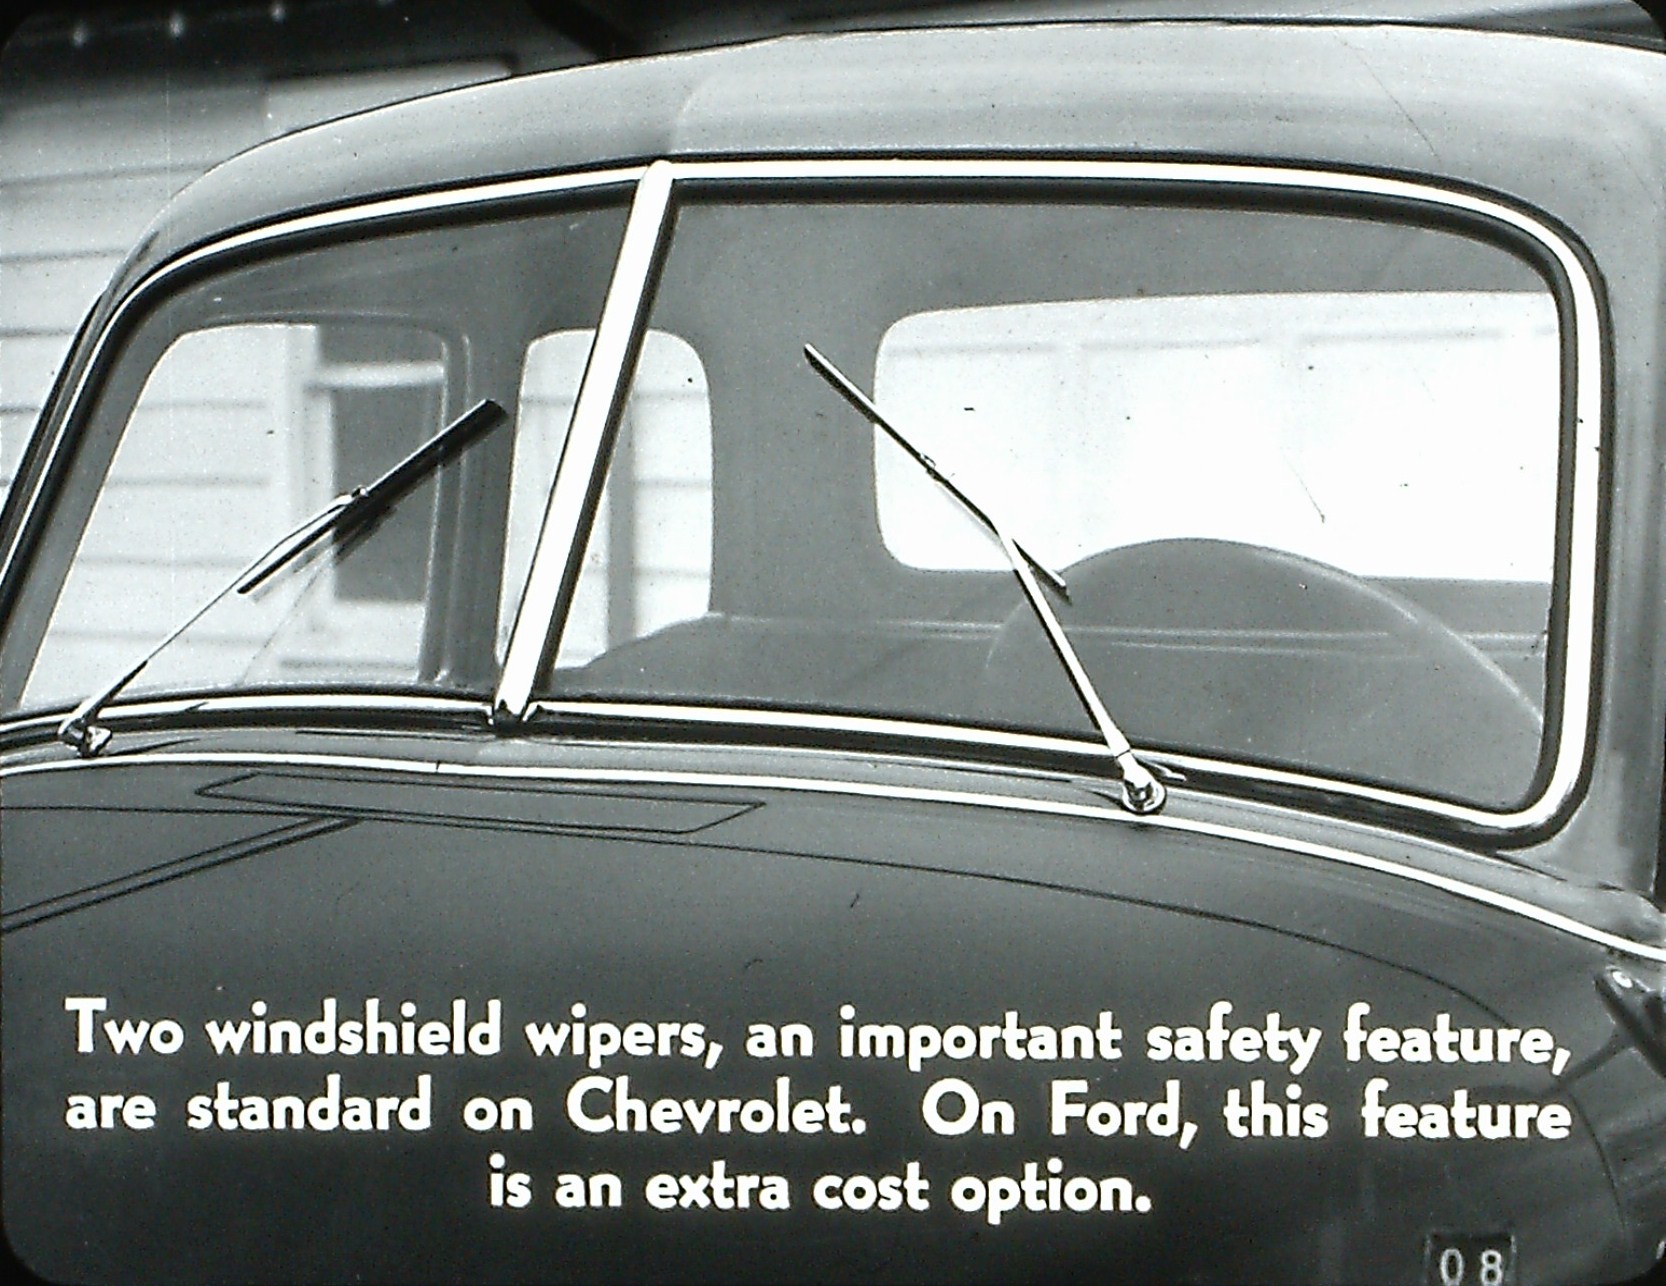 Two windshield wipers, an important safety feature,
are standard on Chevrolet. On Ford, this feature
is an extra cost option.
08